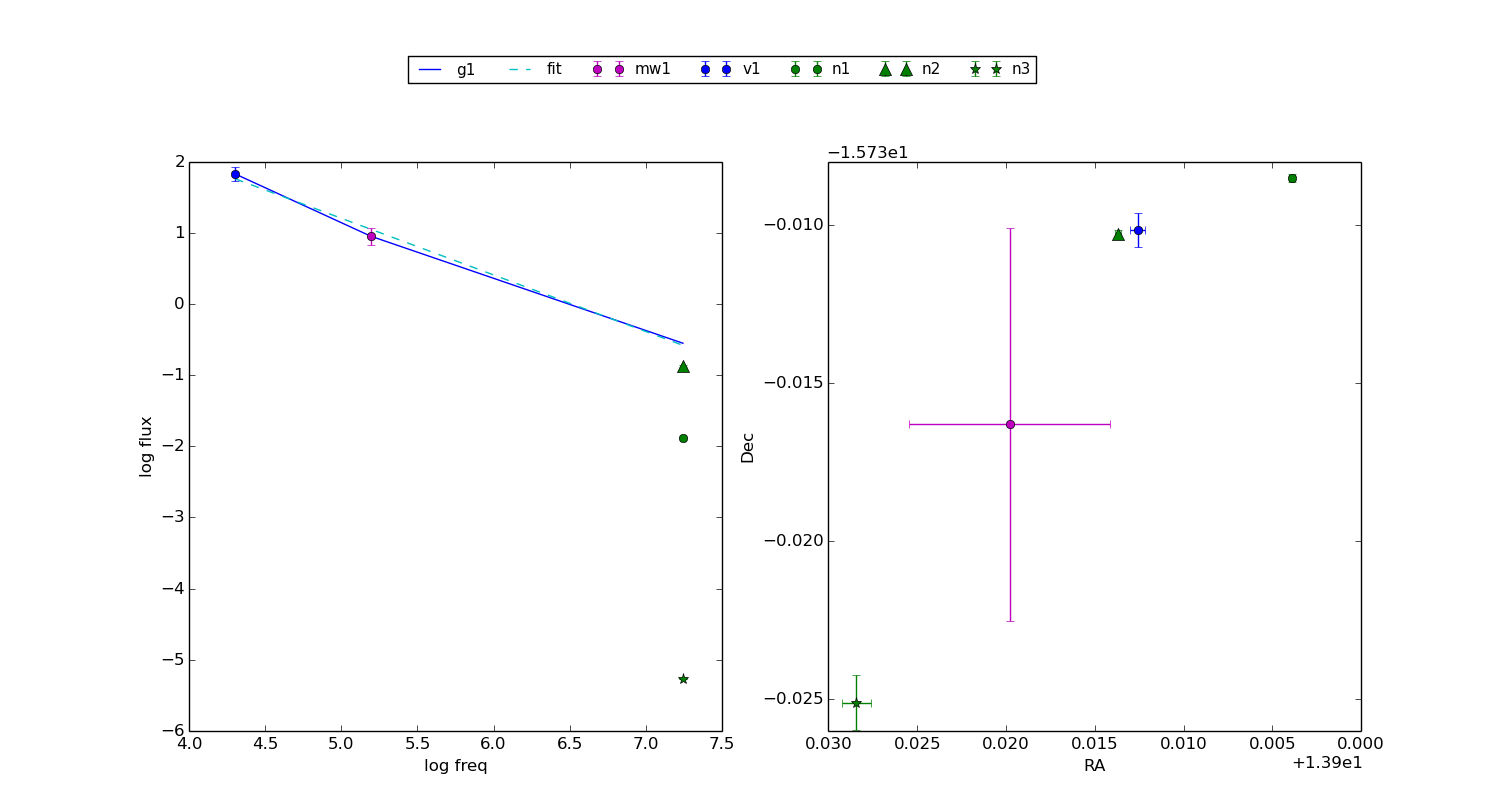 g1 fit mw1 v1 n1 n2 n3
2
1
0
−1
−2
−3
−4
−5
−6
log flux
4.0 4.5 5.0 5.5 6.0 6.5 7.0 7.5
log freq
−1.573e1
−0.010
−0.015
−0.020
−0.025
Dec
0.030 0.025 0.020 0.015 0.010 0.005 0.000
+1.39e1
RA